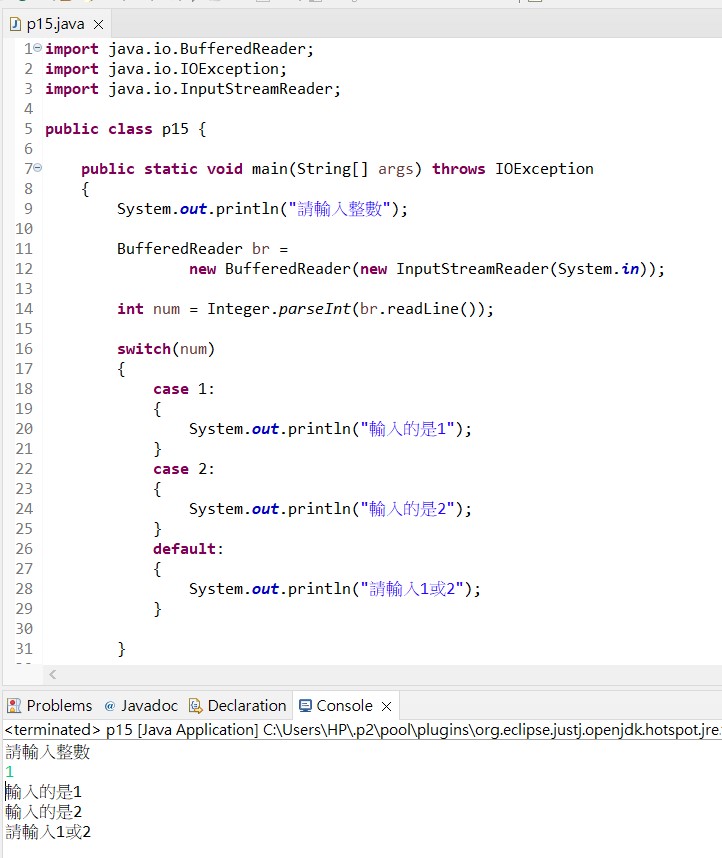 p15.java
1 import java.io.BufferedReader;
2 import java.io.IOException;
3 import java.io.InputStreamReader;
4
5 public class p15 {
6
7     public static void main(String[] args) throws IOException
8     {
9         System.out.println("請輸入整數");
10
11         BufferedReader br =
12                 new BufferedReader(new InputStreamReader(System.in));
13
14         int num = Integer.parseInt(br.readLine());
15
16         switch(num)
17         {
18             case 1:
19             {
20                 System.out.println("輸入的是1");
21             }
22             case 2:
23             {
24                 System.out.println("輸入的是2");
25             }
26             default:
27             {
28                 System.out.println("請輸入1或2");
29             }
30
31         }
Problems @ Javadoc Declaration Console
<terminated> p15 [Java Application] C:\Users\HP\.p2\pool\plugins\org.eclipse.justj.openjdk.hotspot.jre.
請輸入整數
1
輸入的是1
輸入的是2
請輸入1或2